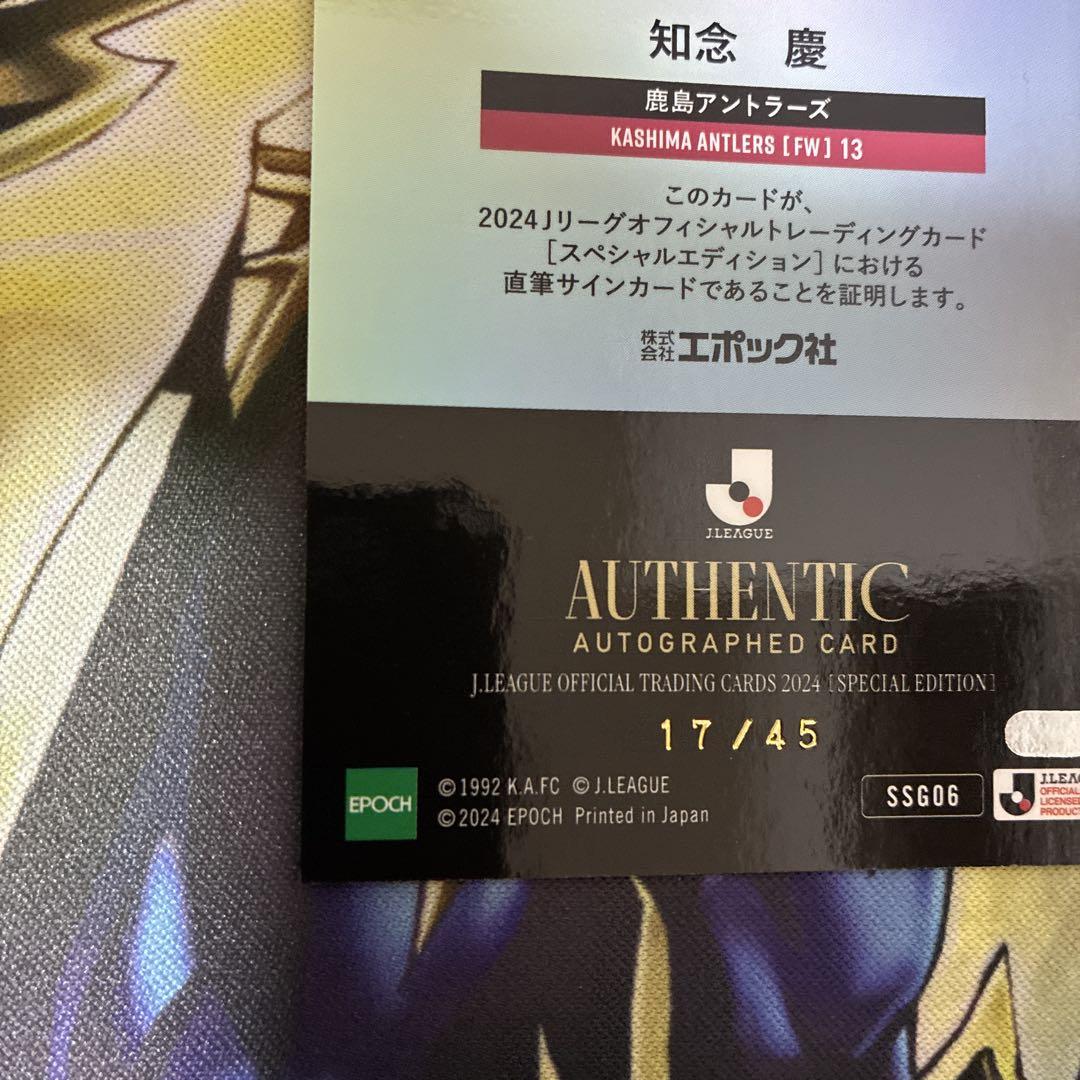 知念 慶
鹿島アントラーズ
KASHIMA ANTLERS [FW] 13
このカードが、
2024Jリーグオフィシャルトレーディングカード
[スペシャルエディション]における
直筆サインカードであることを証明します。
株式会社エポック社
J.LEAGUE
AUTHENTIC
AUTOGRAPHED CARD
J.LEAGUE OFFICIAL TRADING CARDS 2024 [SPECIAL EDITION]
17/45
EPOCH
©1992 K.A.FC ©J.LEAGUE
©2024 EPOCH Printed in Japan
SSG06
OFFICIAL